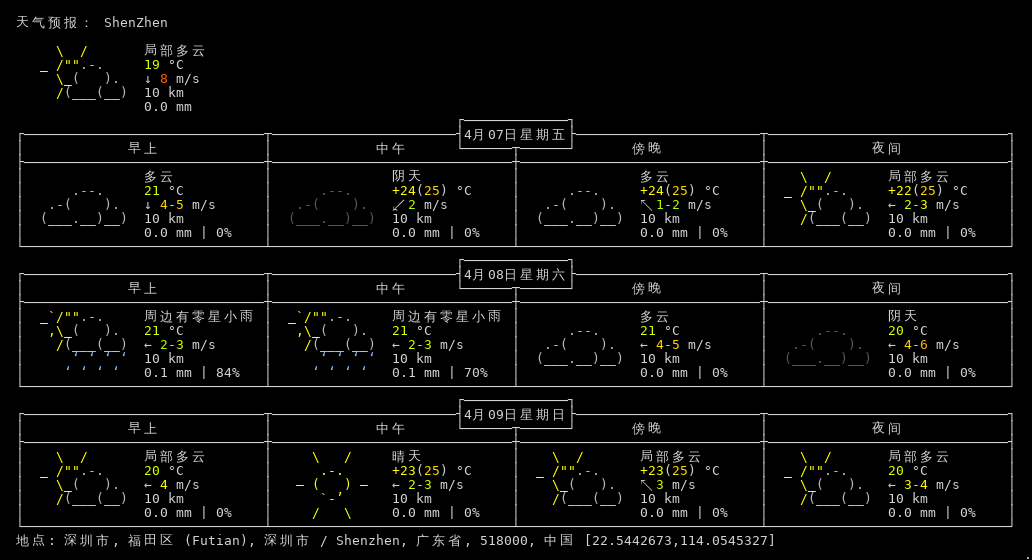 天气预报： ShenZhen
局部多云
19 °C
↓ 8 m/s
10 km
0.0 mm
4月07日星期五
早上 中午 傍晚 夜间
多云 阴天 多云 局部多云
21 °C +24(25) °C +24(25) °C +22(25) °C
↓ 4-5 m/s ↙ 2 m/s ↖ 1-2 m/s ← 2-3 m/s
10 km 10 km 10 km 10 km
0.0 mm | 0% 0.0 mm | 0% 0.0 mm | 0% 0.0 mm | 0%
4月08日星期六
早上 中午 傍晚 夜间
周边有零星小雨 周边有零星小雨 多云 阴天
21 °C 21 °C 21 °C 20 °C
← 2-3 m/s ← 2-3 m/s ← 4-5 m/s ← 4-6 m/s
10 km 10 km 10 km 10 km
0.1 mm | 84% 0.1 mm | 70% 0.0 mm | 0% 0.0 mm | 0%
4月09日星期日
早上 中午 傍晚 夜间
局部多云 晴天 局部多云 局部多云
20 °C +23(25) °C +23(25) °C 20 °C
← 4 m/s ← 2-3 m/s ↖ 3 m/s ← 3-4 m/s
10 km 10 km 10 km 10 km
0.0 mm | 0% 0.0 mm | 0% 0.0 mm | 0% 0.0 mm | 0%
地点: 深圳市, 福田区 (Futian), 深圳市 / Shenzhen, 广东省, 518000, 中国 [22.5442673,114.0545327]